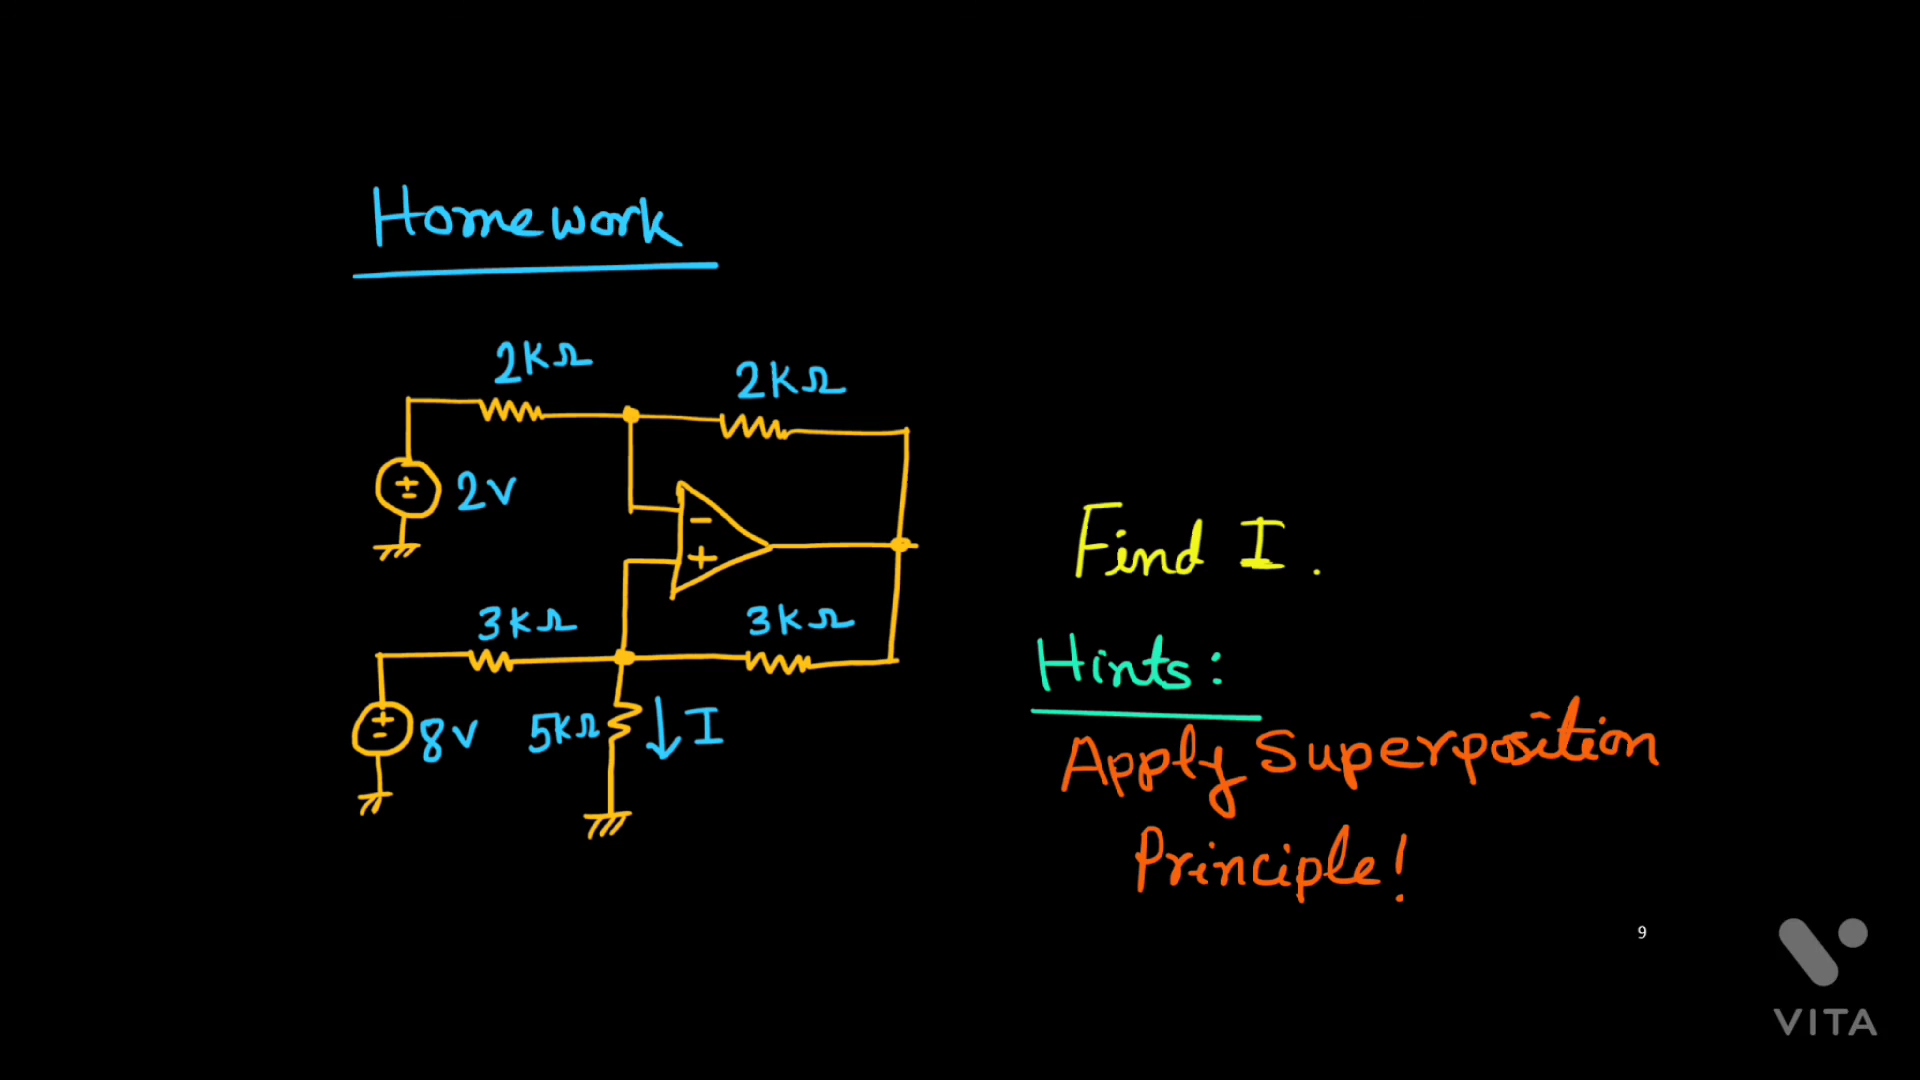 Homework
2KΩ
2KΩ
2V
-
+
3KΩ
3KΩ
8V
5KΩ
↓I
Find I.
Hints:
Apply Superposition
Principle!
9
VITA